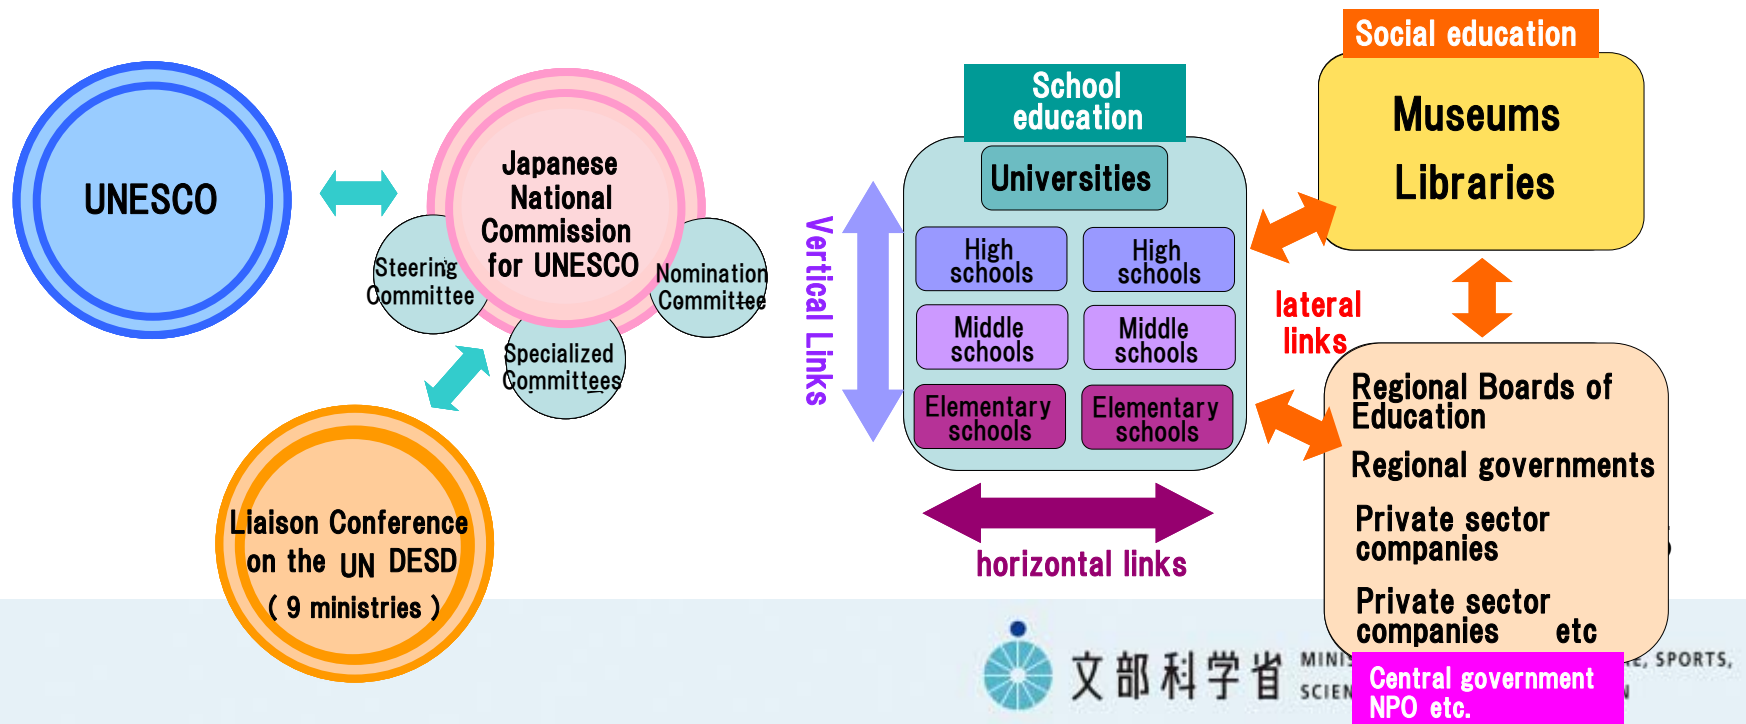 UNESCO
Japanese
National
Commission
for UNESCO
Steering
Committee
Nomination
Committee
Specialized
Committees
Liaison Conference
on the UN DESD
( 9 ministries )
Vertical Links
School
education
Universities
High
schools
High
schools
Middle
schools
Middle
schools
Elementary
schools
Elementary
schools
horizontal links
lateral
links
Social education
Museums
Libraries
Regional Boards of
Education
Regional governments
Private sector
companies
Private sector
companies etc
Central government
NPO etc.
文部科学省
SPORTS,